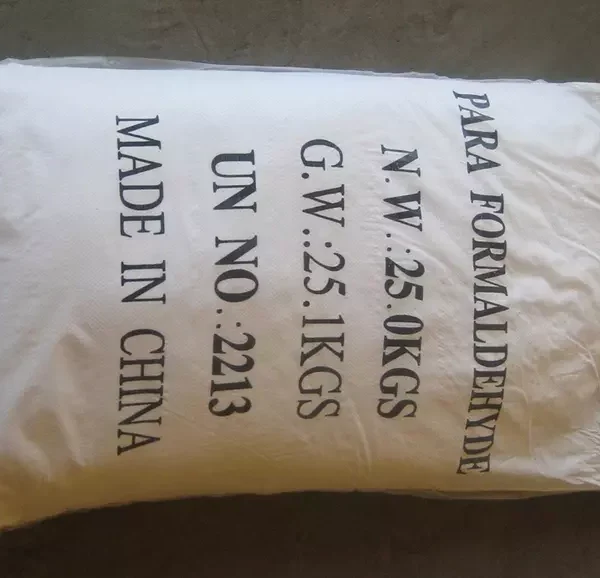 PARA FORMALDEHYDE
N.W.:25.0KGS
G.W.:25.1KGS
UN NO.:2213
MADE IN CHINA